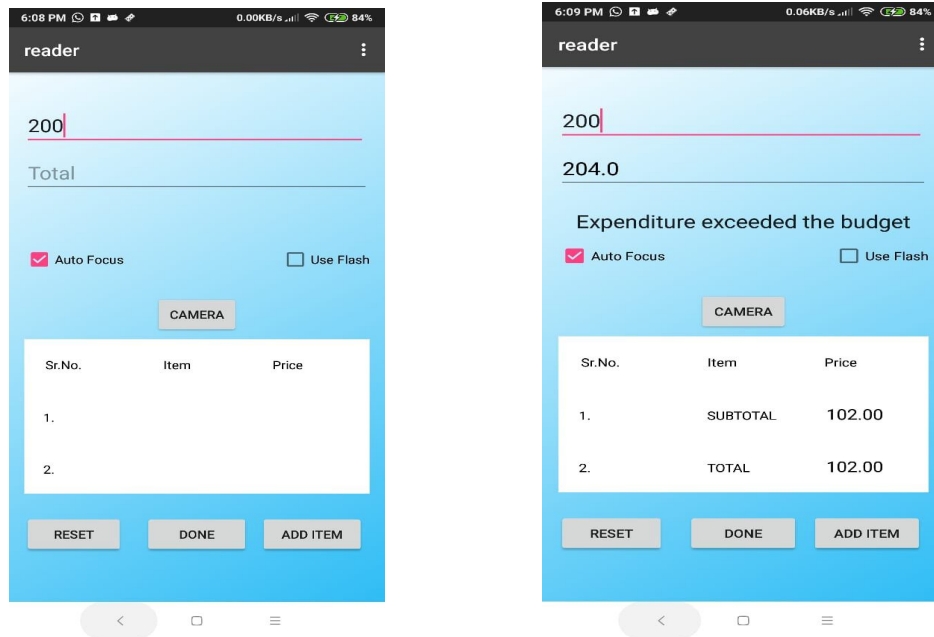 6:08 PM 0.00KB/s 84%
reader
200
Total
Auto Focus Use Flash
CAMERA
Sr.No. Item Price
1.
2.
RESET DONE ADD ITEM
6:09 PM 0.06KB/s 84%
reader
200
204.0
Expenditure exceeded the budget
Auto Focus Use Flash
CAMERA
Sr.No. Item Price
1. SUBTOTAL 102.00
2. TOTAL 102.00
RESET DONE ADD ITEM